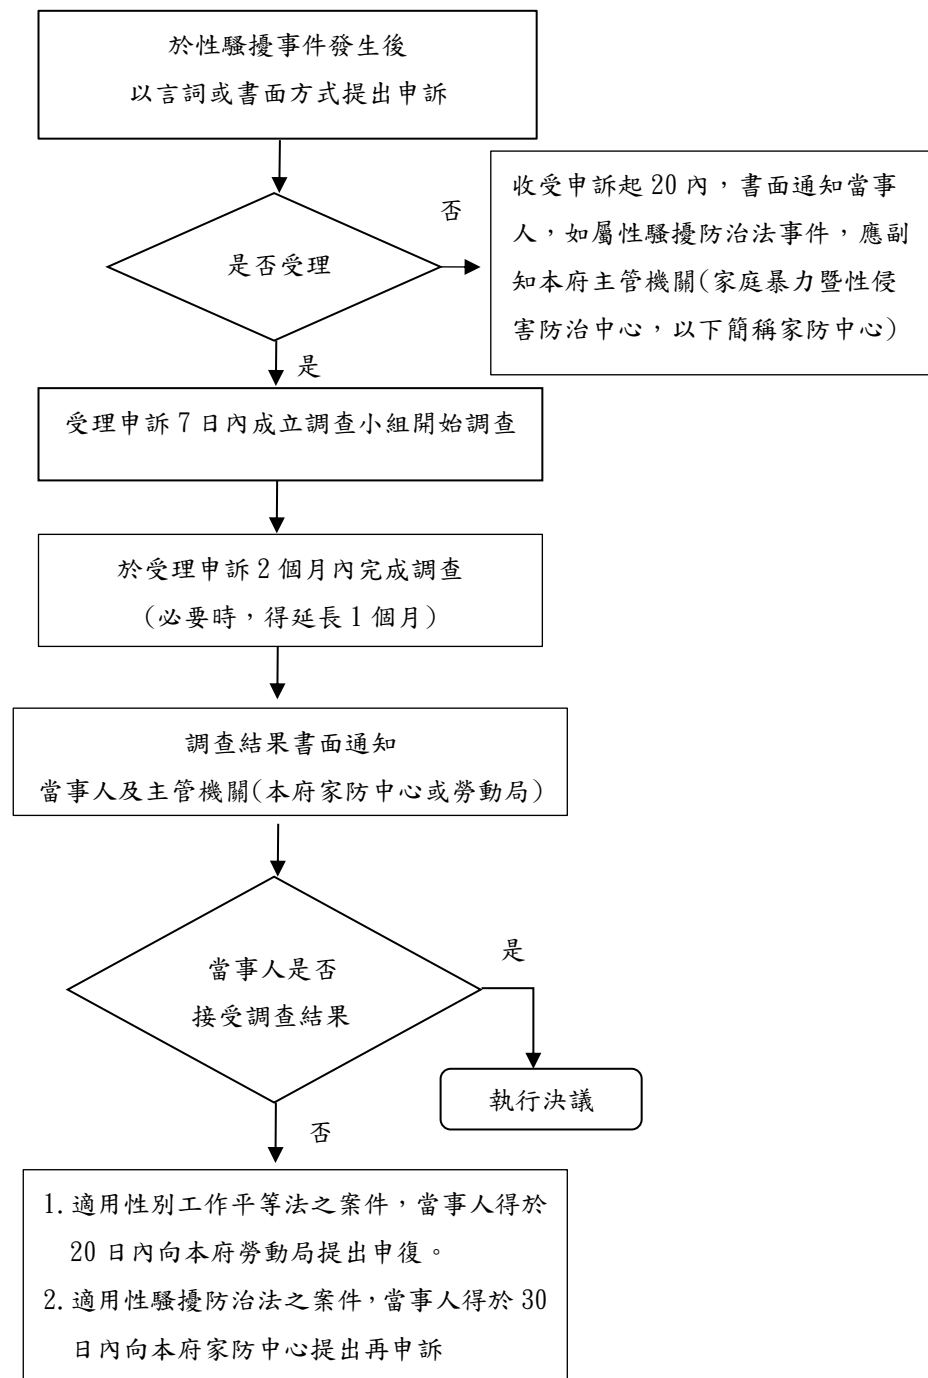 於性騷擾事件發生後
以言詞或書面方式提出申訴
是否受理
否
收受申訴起 20 內，書面通知當事
人，如屬性騷擾防治法事件，應副
知本府主管機關(家庭暴力暨性侵
害防治中心，以下簡稱家防中心)
是
受理申訴 7 日內成立調查小組開始調查
於受理申訴 2 個月內完成調查
(必要時，得延長 1 個月)
調查結果書面通知
當事人及主管機關(本府家防中心或勞動局)
當事人是否
接受調查結果
是
執行決議
否
1. 適用性別工作平等法之案件，當事人得於
20 日內向本府勞動局提出申復。
2. 適用性騷擾防治法之案件，當事人得於 30
日內向本府家防中心提出再申訴